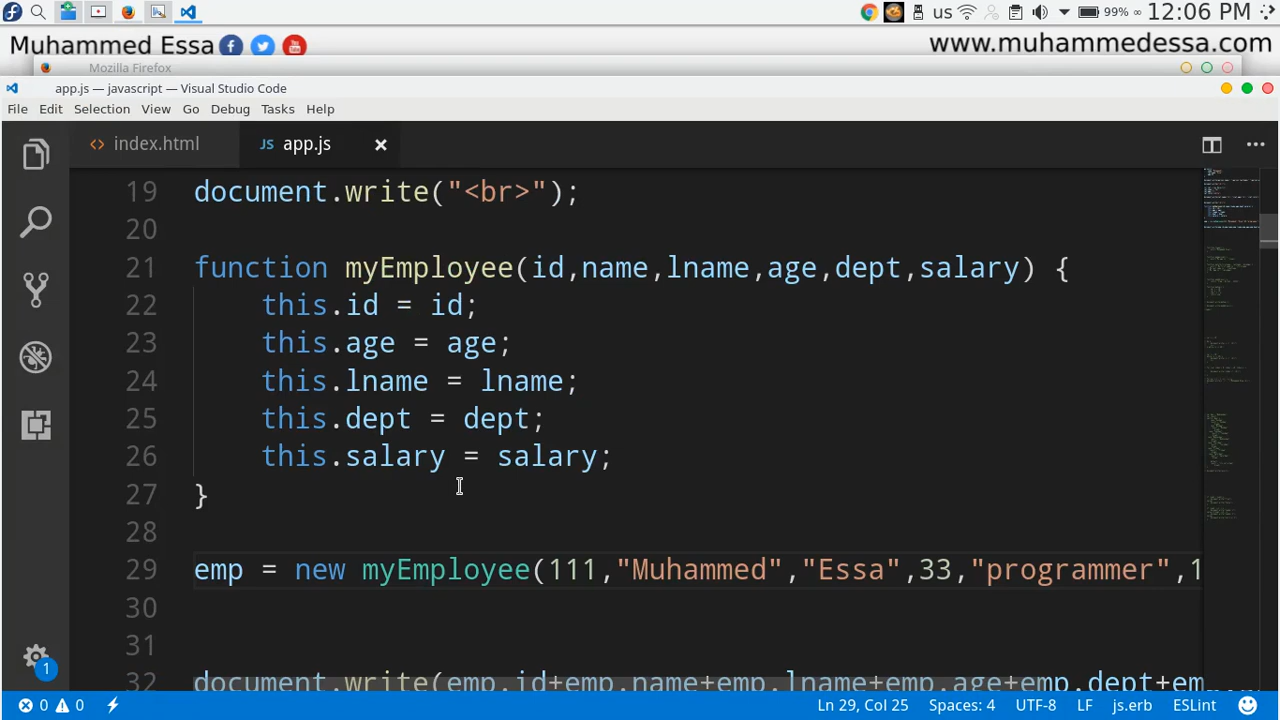 us 99% 12:06 PM
Muhammed Essa www.muhammedessa.com
Mozilla Firefox
app.js — javascript — Visual Studio Code
File Edit Selection View Go Debug Tasks Help
<> index.html JS app.js
19 document.write("<br>");
20
21 function myEmployee(id,name,lname,age,dept,salary) {
22 this.id = id;
23 this.age = age;
24 this.lname = lname;
25 this.dept = dept;
26 this.salary = salary;
27 }
28
29 emp = new myEmployee(111,"Muhammed","Essa",33,"programmer",1
30
31
32 document.write(emp.id+emp.name+emp.lname+emp.age+emp.dept+em
1
0 0 Ln 29, Col 25 Spaces: 4 UTF-8 LF js.erb ESLint